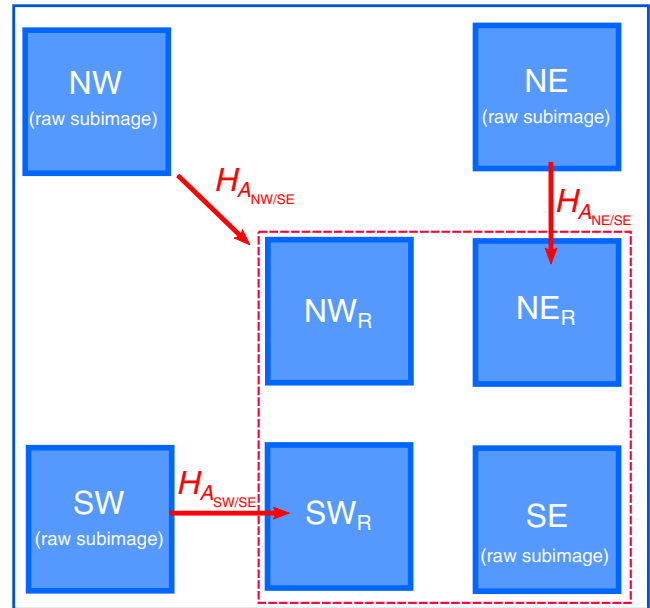 NW
(raw subimage)
NE
(raw subimage)
H_A_NW/SE
H_A_NE/SE
NW_R
NE_R
SW
(raw subimage)
H_A_SW/SE
SW_R
SE
(raw subimage)